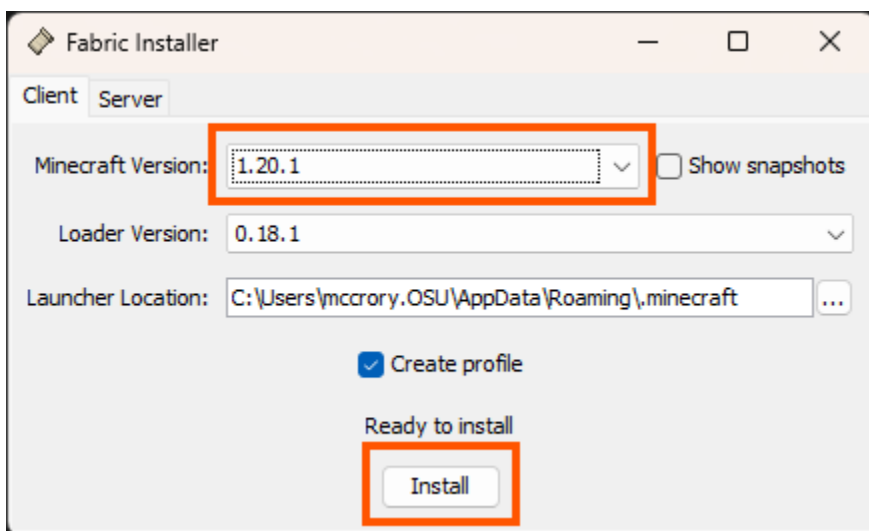 Fabric Installer
Client Server
Minecraft Version: 1.20.1 Show snapshots
Loader Version: 0.18.1
Launcher Location: C:\Users\mccrory.OSU\AppData\Roaming\.minecraft ...
Create profile
Ready to install
Install